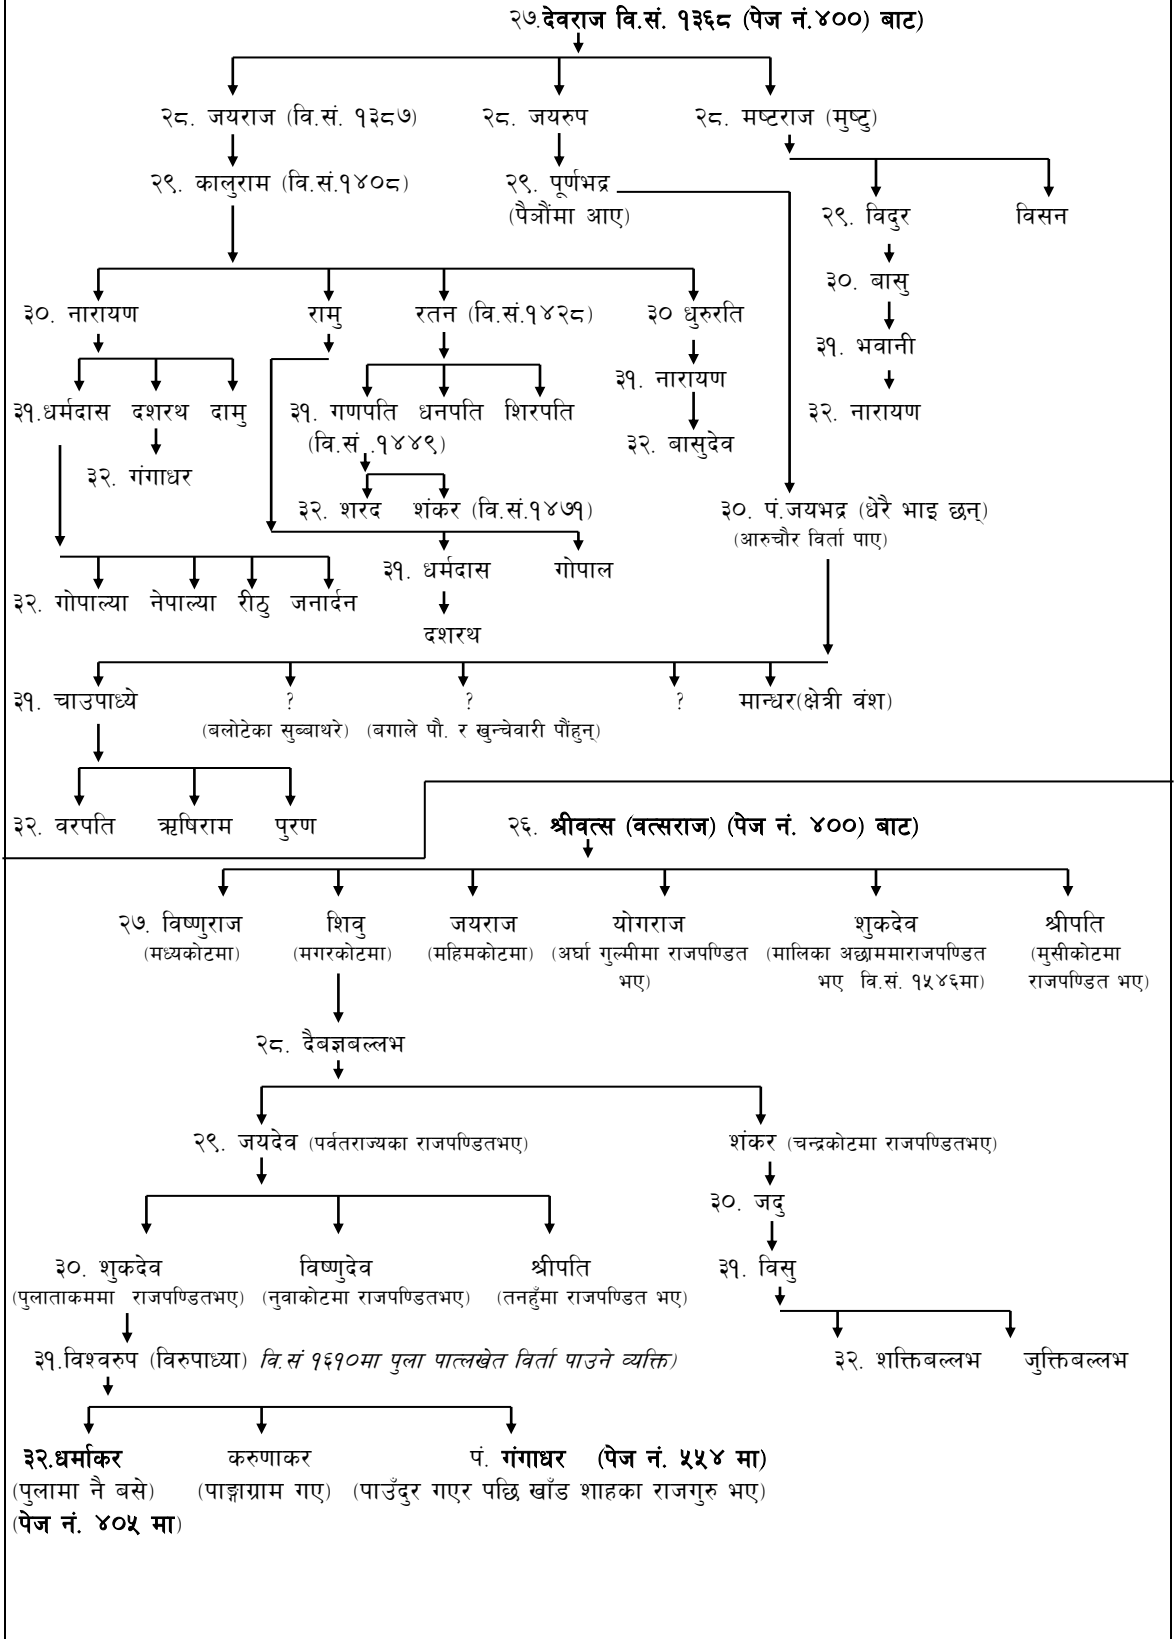 २७.देवराज वि.सं. १३६८ (पेज नं.४००) बाट)
२८. जयराज (वि.सं. १३८७) २८. जयरुप २८. मष्टराज (मुष्टु)
२९. कालुराम (वि.सं.१४०८) २९. पूर्णभद्र
(पैञौंमा आए) २९. विदुर विसन
३०. बासु
३०. नारायण रामु रतन (वि.सं.१४२८) ३० धुरुरति
३१. भवानी
३१. नारायण
३१.धर्मदास दशरथ दामु ३१. गणपति धनपति शिरपति ३२. नारायण
(वि.सं .१४४९) ३२. बासुदेव
३२. गंगाधर
३२. शरद शंकर (वि.सं.१४७१) ३०. पं.जयभद्र (धेरै भाइ छन्)
(आरुचौर विर्ता पाए)
३१. धर्मदास गोपाल
३२. गोपाल्या नेपाल्या रीठु जनार्दन
दशरथ
३१. चाउपाध्ये ? ? ? मान्धर(क्षेत्री वंश)
(बलोटेका सुब्बाथरे) (बगाले पौ. र खुन्चेवारी पौंहुन्)
३२. वरपति ऋषिराम पुरण २६. श्रीवत्स (वत्सराज) (पेज नं. ४००) बाट)
२७. विष्णुराज शिवु जयराज योगराज शुकदेव श्रीपति
(मध्यकोटमा) (मगरकोटमा) (महिमकोटमा) (अर्घा गुल्मीमा राजपण्डित (मालिका अछाममाराजपण्डित (मुसीकोटमा
भए) भए वि.सं. १५४६मा) राजपण्डित भए)
२८. दैबज्ञबल्लभ
२९. जयदेव (पर्वतराज्यका राजपण्डितभए) शंकर (चन्द्रकोटमा राजपण्डितभए)
३०. जदु
३०. शुकदेव विष्णुदेव श्रीपति ३१. विसु
(पुलाताकममा राजपण्डितभए) (नुवाकोटमा राजपण्डितभए) (तनहुँमा राजपण्डित भए)
३१.विश्वरुप (विरुपाध्या) वि.सं १६१०मा पुला पात्लखेत विर्ता पाउने व्यक्ति) ३२. शक्तिबल्लभ जुक्तिबल्लभ
३२.धर्माकर करुणाकर पं. गंगाधर (पेज नं. ५५४ मा)
(पुलामा नै बसे) (पाङ्गाग्राम गए) (पाउँदुर गएर पछि खाँड शाहका राजगुरु भए)
(पेज नं. ४०५ मा)